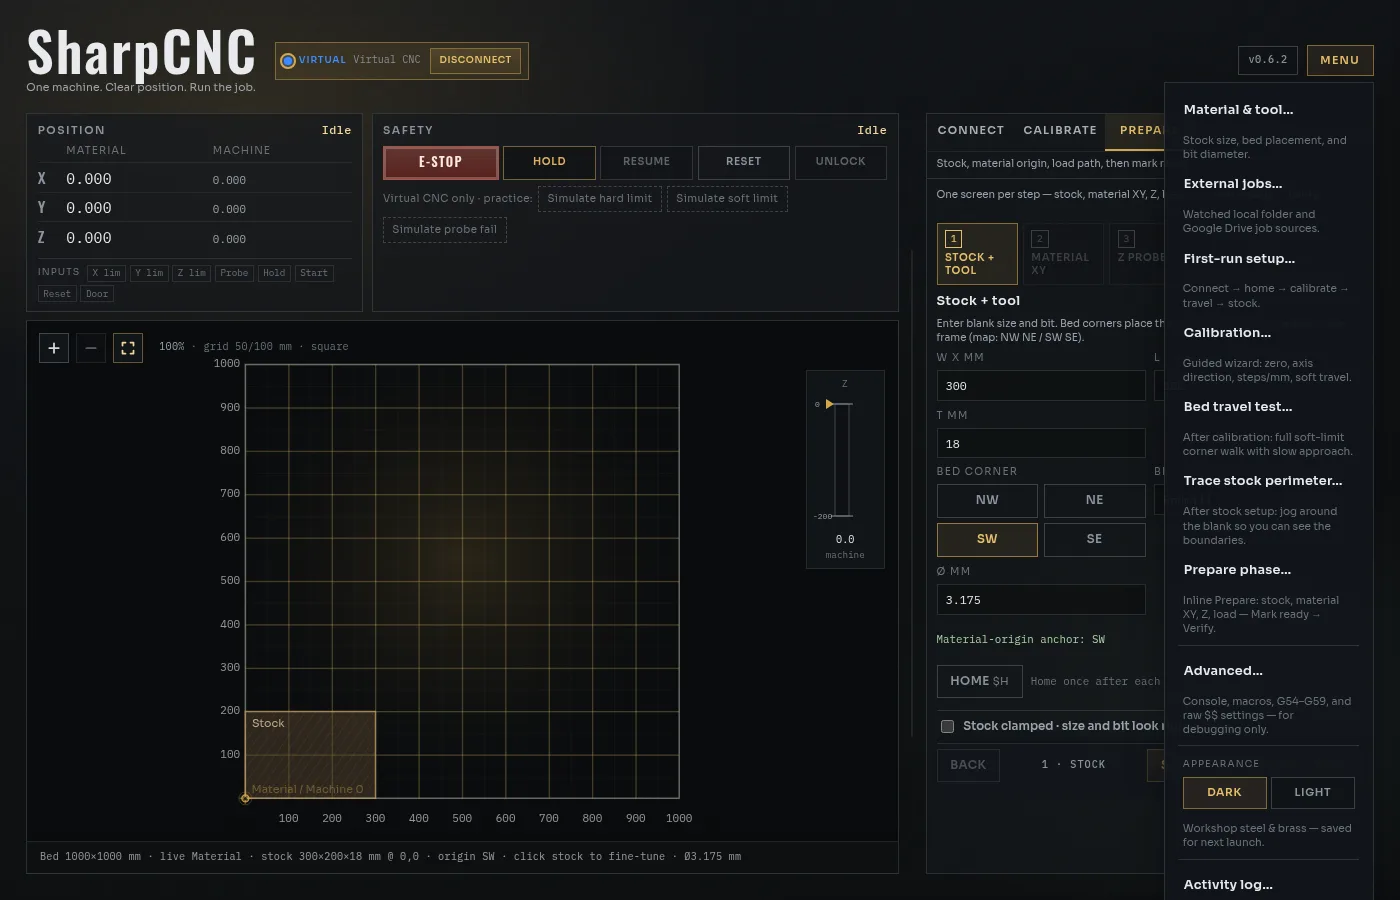 SharpCNC
One machine. Clear position. Run the job.
VIRTUAL Virtual CNC DISCONNECT
v0.6.2 MENU
POSITION Idle
MATERIAL MACHINE
X 0.000 0.000
Y 0.000 0.000
Z 0.000 0.000
INPUTS X lim Y lim Z lim Probe Hold Start
Reset Door
SAFETY Idle
E-STOP HOLD RESUME RESET UNLOCK
Virtual CNC only · practice: Simulate hard limit Simulate soft limit
Simulate probe fail
+ − 100% · grid 50/100 mm · square
1000
900
800
700
600
500
400
300
200
100
Stock
Material / Machine 0
100 200 300 400 500 600 700 800 900 1000
Z
0
-200
0.0
machine
Bed 1000×1000 mm · live Material · stock 300×200×18 mm @ 0,0 · origin SW · click stock to fine-tune · Ø3.175 mm
CONNECT CALIBRATE PREPA
Stock, material origin, load path, then mark r
One screen per step — stock, material XY, Z, l
1 STOCK + TOOL
2 MATERIAL XY
3 Z PROBE
Stock + tool
Enter blank size and bit. Bed corners place th
frame (map: NW NE / SW SE).
W X MM L
300
T MM
18
BED CORNER BI
NW NE
SW SE
Ø MM
3.175
Material-origin anchor: SW
HOME $H Home once after each
Stock clamped · size and bit look r
BACK 1 · STOCK S
Material & tool...
Stock size, bed placement, and
bit diameter.
External jobs...
Watched local folder and
Google Drive job sources.
First-run setup...
Connect → home → calibrate →
travel → stock.
Calibration...
Guided wizard: zero, axis
direction, steps/mm, soft travel.
Bed travel test...
After calibration: full soft-limit
corner walk with slow approach.
Trace stock perimeter...
After stock setup: jog around
the blank so you can see the
boundaries.
Prepare phase...
Inline Prepare: stock, material
XY, Z, load — Mark ready →
Verify.
Advanced...
Console, macros, G54–G59, and
raw $$ settings — for
debugging only.
APPEARANCE
DARK LIGHT
Workshop steel & brass — saved
for next launch.
Activity log...